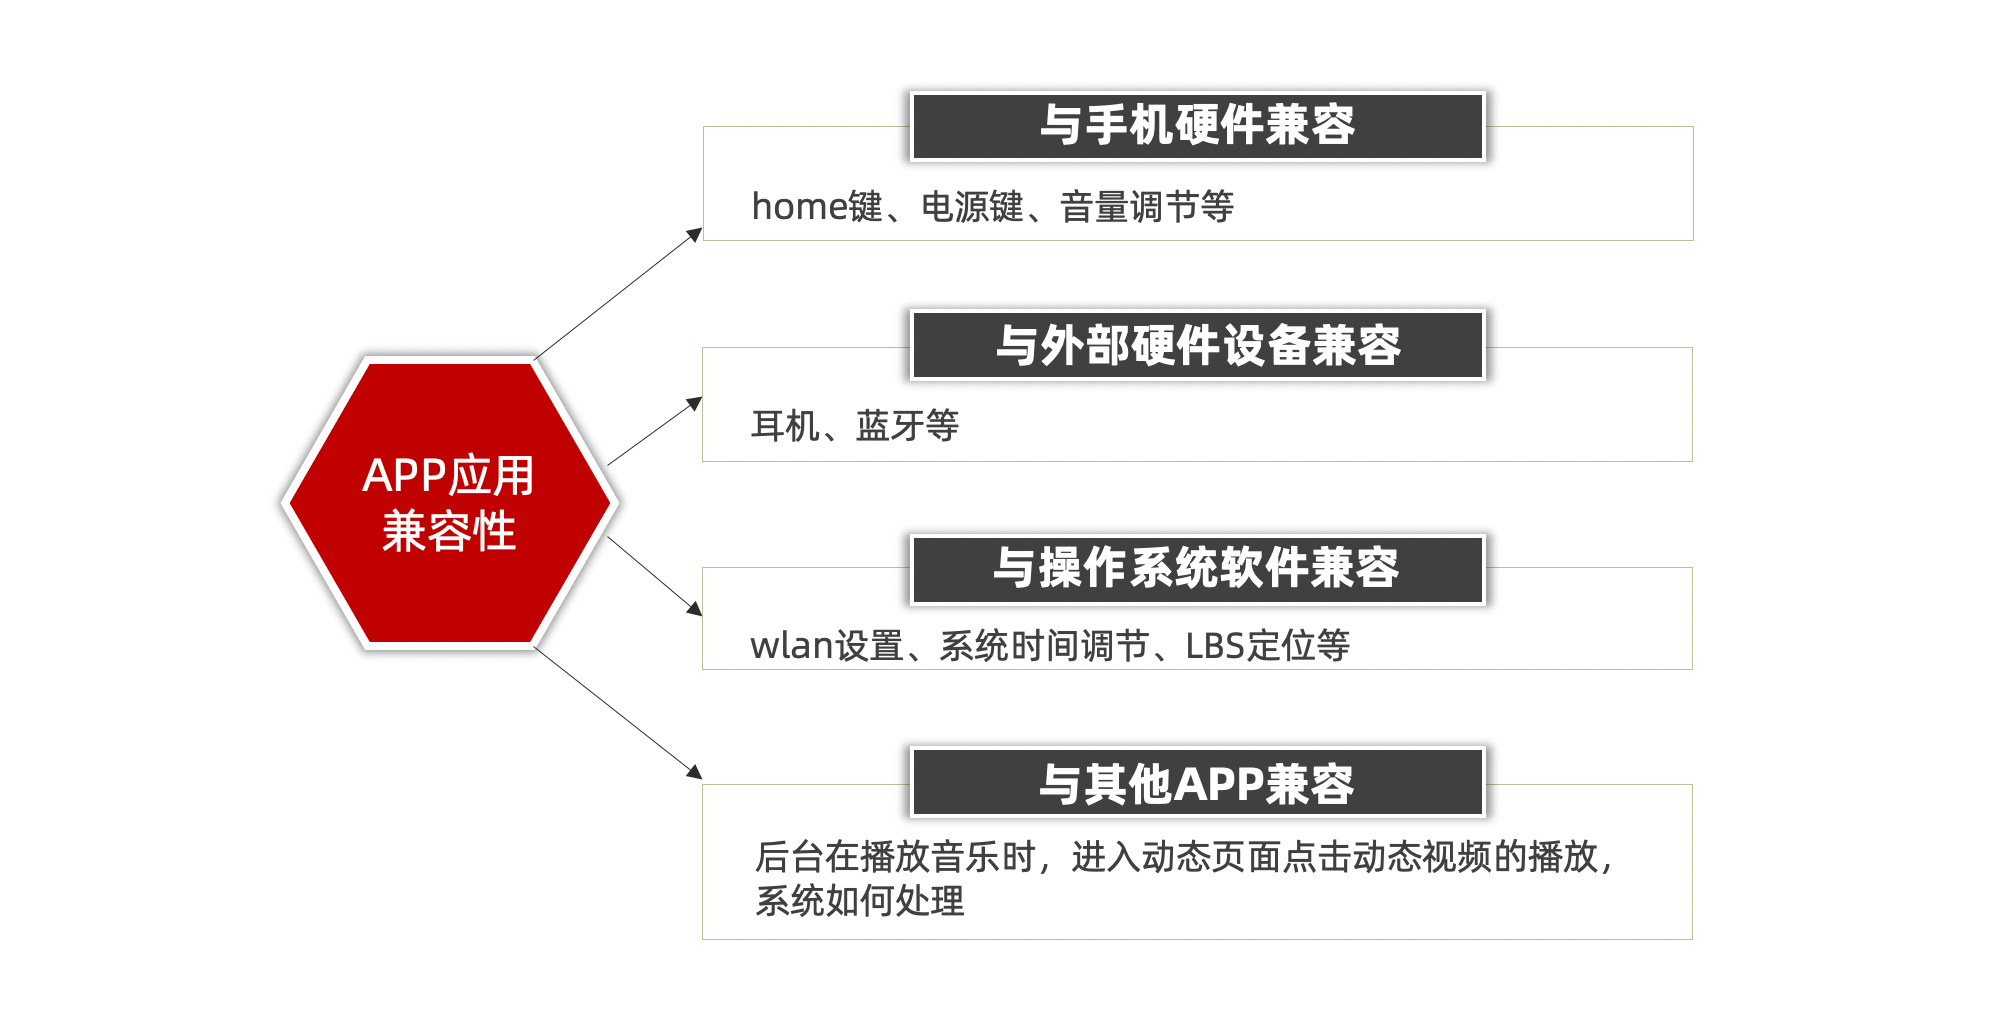 APP应用
兼容性
与手机硬件兼容
home键、电源键、音量调节等
与外部硬件设备兼容
耳机、蓝牙等
与操作系统软件兼容
wlan设置、系统时间调节、LBS定位等
与其他APP兼容
后台在播放音乐时，进入动态页面点击动态视频的播放，
系统如何处理